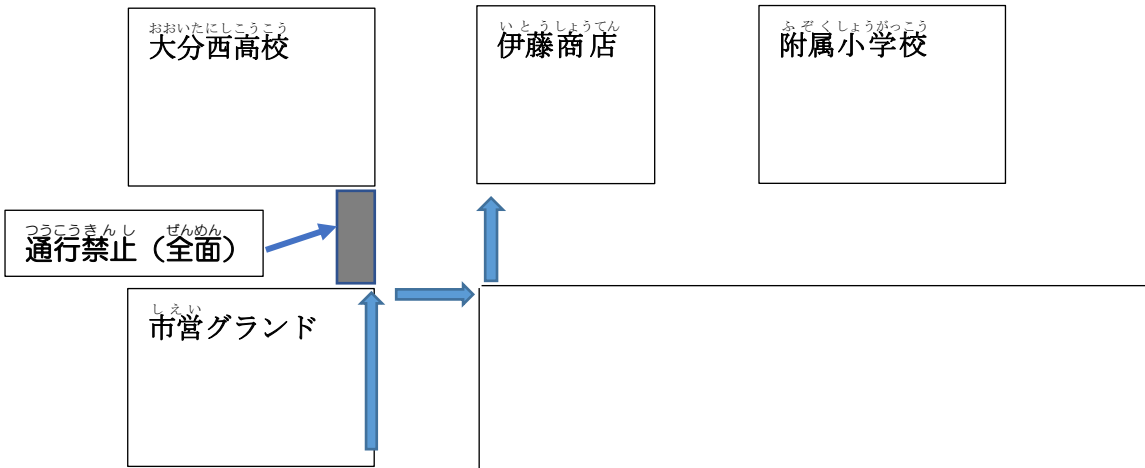 おおいたにしこうこう
大分西高校
いとうしょうてん
伊藤商店
ふぞくしょうがっこう
附属小学校
つうこうきんし ぜんめん
通行禁止（全面）
しえい
市営グランド